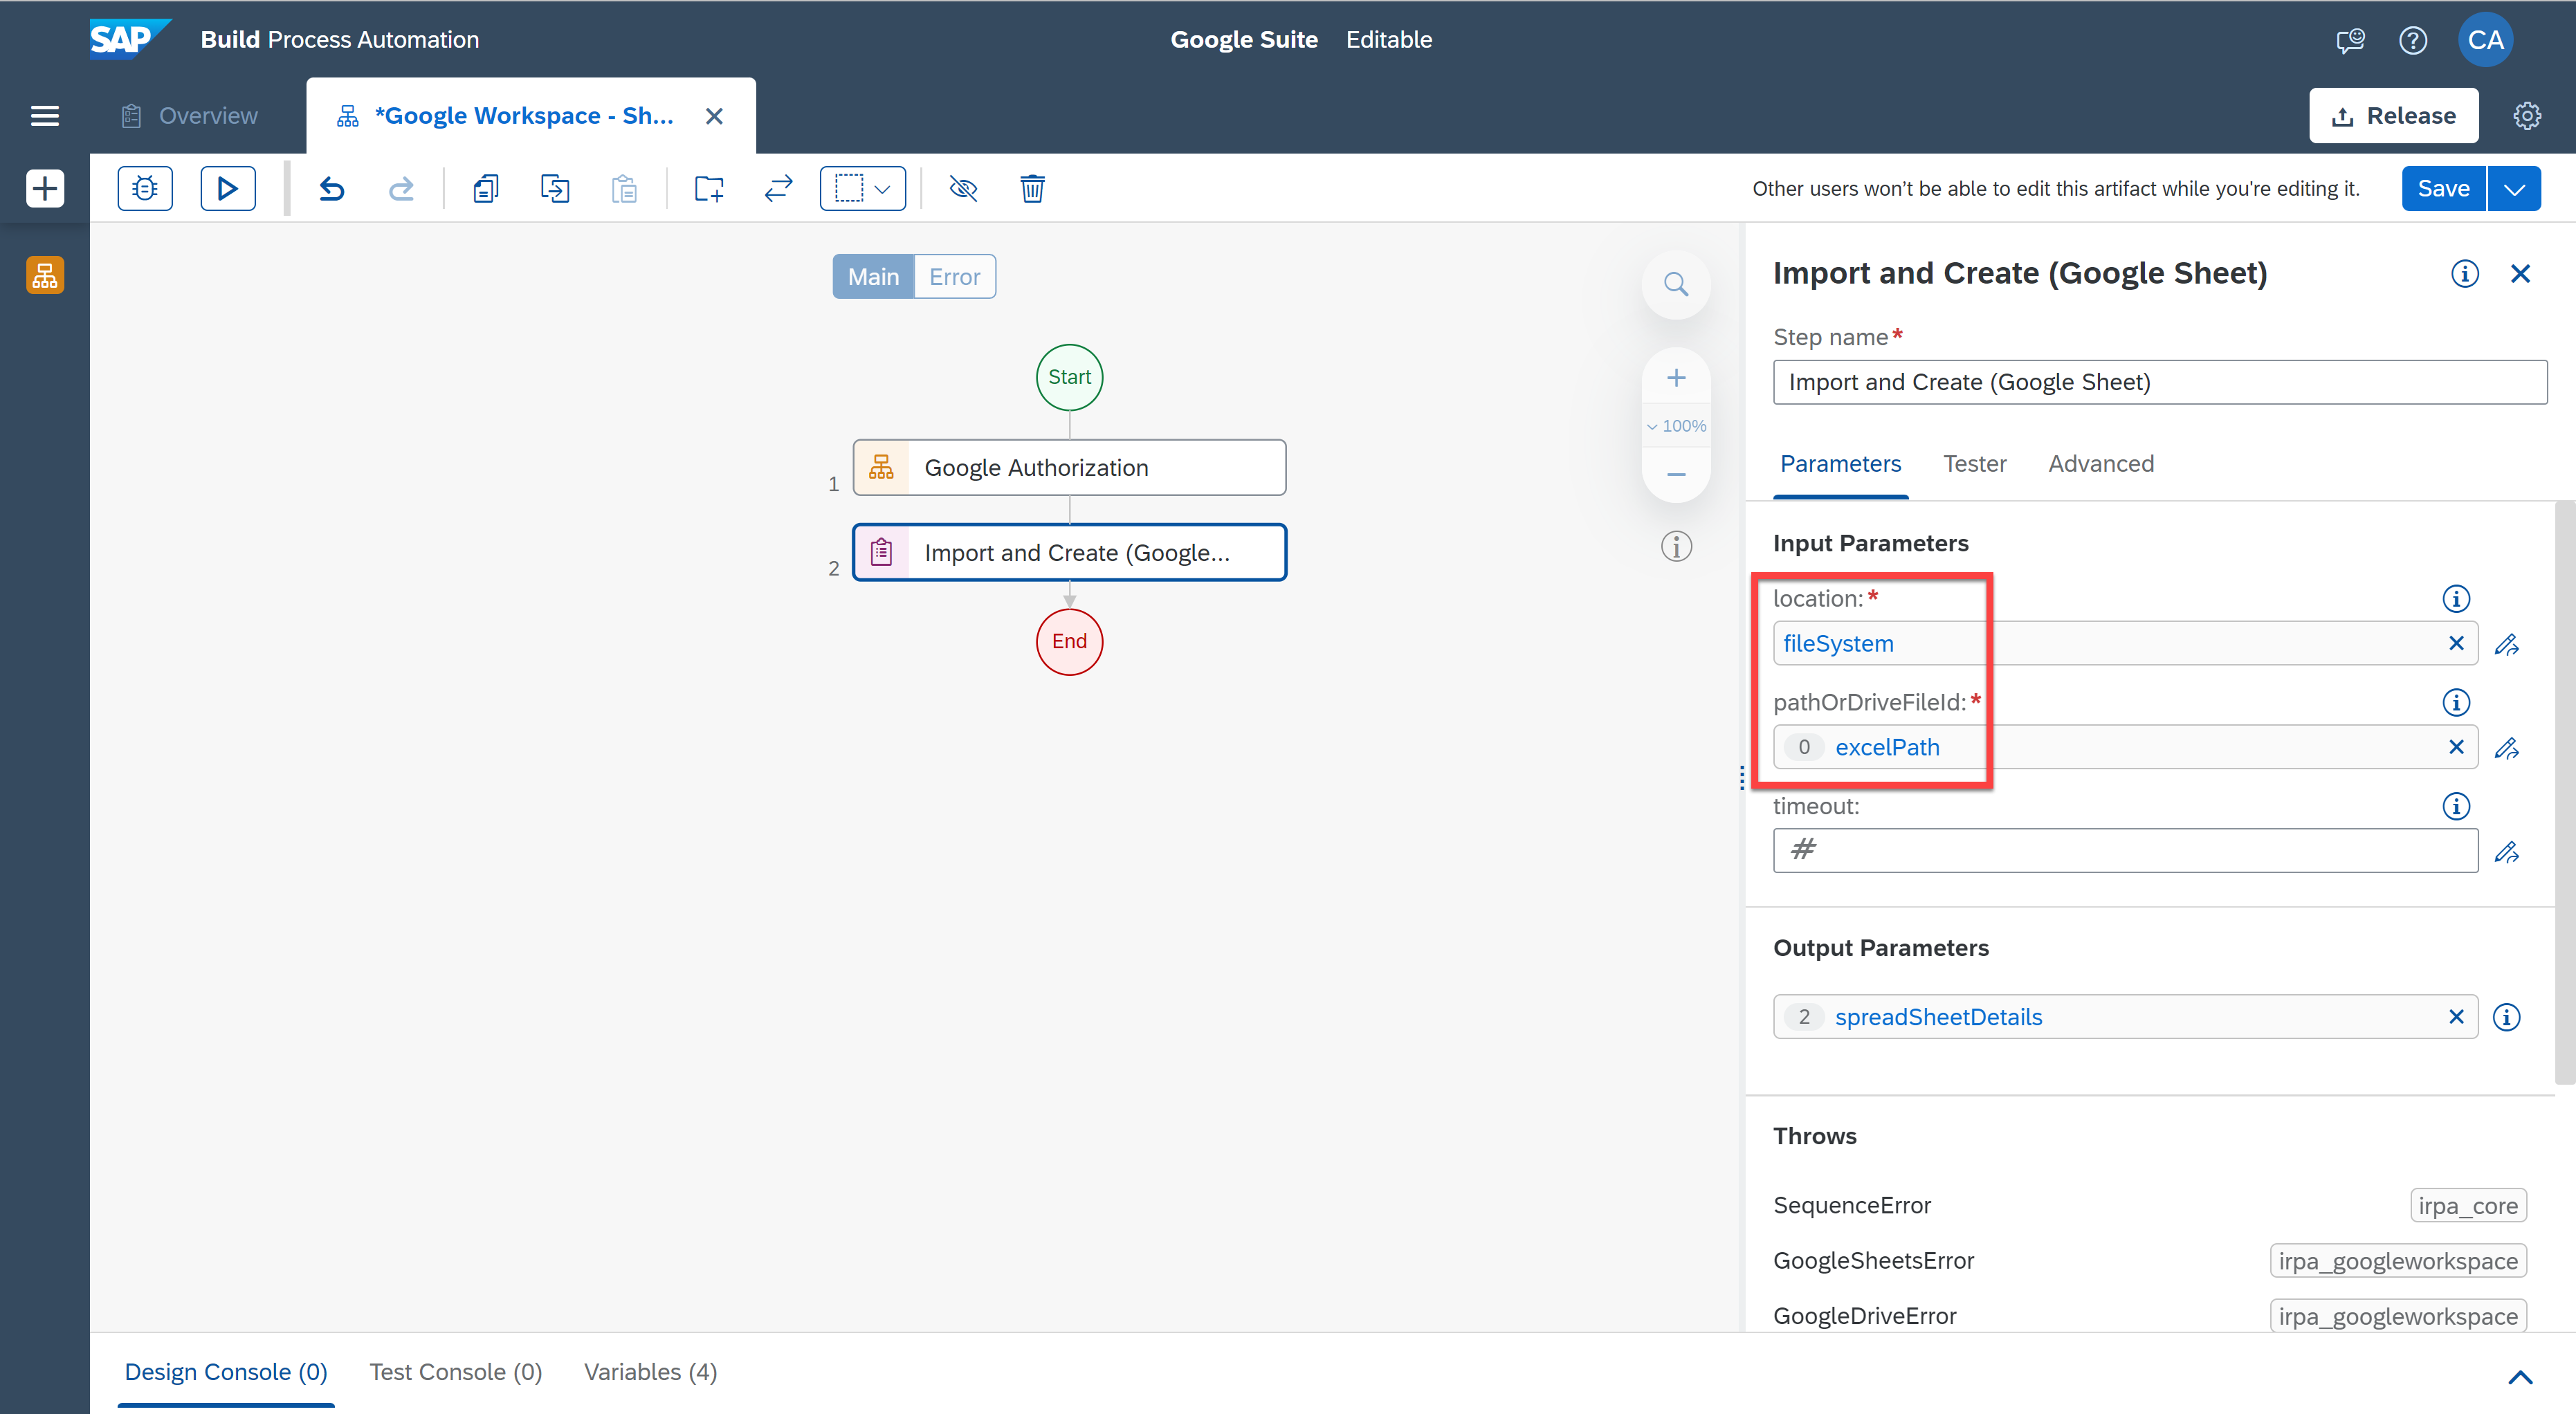 SAP Build Process Automation Google Suite Editable CA
Overview *Google Workspace - Sh... Release
Other users won't be able to edit this artifact while you're editing it. Save
Main Error
Start
1 Google Authorization
2 Import and Create (Google...
End
100%
Import and Create (Google Sheet)
Step name*
Import and Create (Google Sheet)
Parameters Tester Advanced
Input Parameters
location:*
fileSystem
pathOrDriveFileId:*
0 excelPath
timeout:
#
Output Parameters
2 spreadSheetDetails
Throws
SequenceError irpa_core
GoogleSheetsError irpa_googleworkspace
GoogleDriveError irpa_googleworkspace
Design Console (0) Test Console (0) Variables (4)